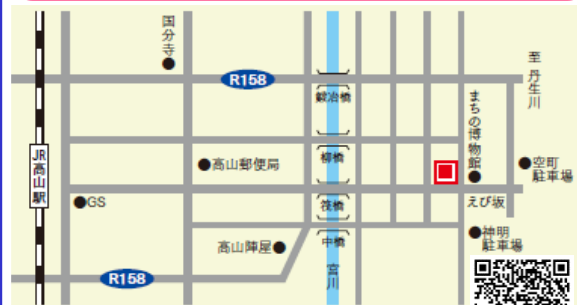 国分寺
至丹生川
R158
鍛冶橋
まちの博物館
JR高山駅
高山郵便局
柳橋
空町
駐車場
GS
筏橋
えび坂
高山陣屋
中橋
神明
駐車場
R158
宮川